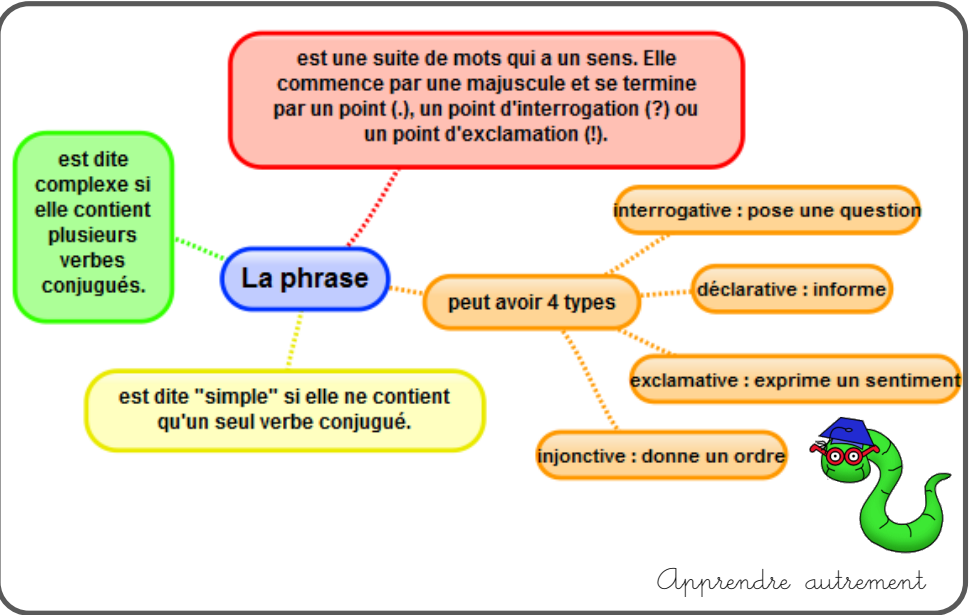 est une suite de mots qui a un sens. Elle
commence par une majuscule et se termine
par un point (.), un point d'interrogation (?) ou
un point d'exclamation (!).
est dite
complexe si
elle contient
plusieurs
verbes
conjugués.
La phrase
peut avoir 4 types
interrogative : pose une question
déclarative : informe
exclamative : exprime un sentiment
injonctive : donne un ordre
est dite "simple" si elle ne contient
qu'un seul verbe conjugué.
Apprendre autrement